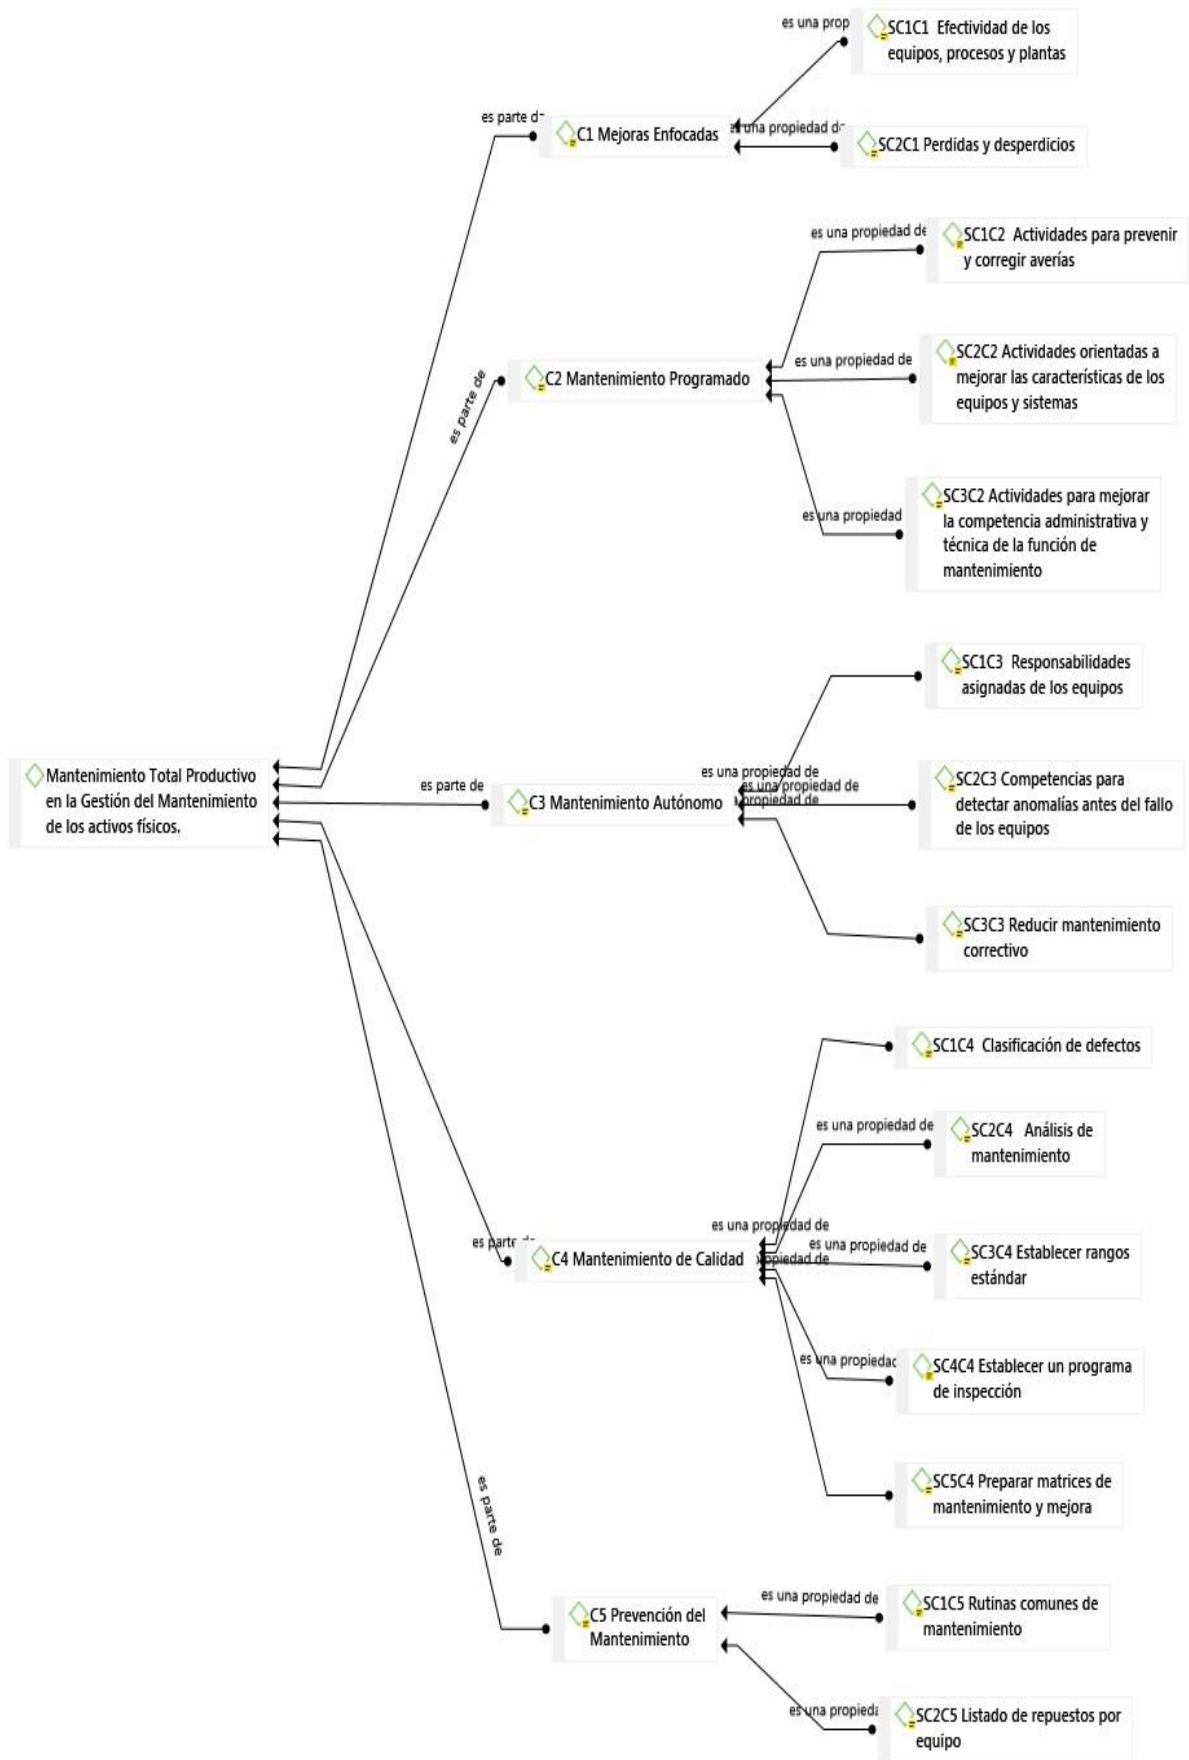 es una prop
SC1C1 Efectividad de los
equipos, procesos y plantas
es parte de
C1 Mejoras Enfocadas
una propiedad de
SC2C1 Perdidas y desperdicios
es una propiedad de
SC1C2 Actividades para prevenir
y corregir averías
es parte de
C2 Mantenimiento Programado
es una propiedad de
SC2C2 Actividades orientadas a
mejorar las características de los
equipos y sistemas
es una propiedad
SC3C2 Actividades para mejorar
la competencia administrativa y
técnica de la función de
mantenimiento
SC1C3 Responsabilidades
asignadas de los equipos
Mantenimiento Total Productivo
en la Gestión del Mantenimiento
de los activos físicos.
es parte de
C3 Mantenimiento Autónomo
es una propiedad de
es una propiedad de
propiedad de
SC2C3 Competencias para
detectar anomalías antes del fallo
de los equipos
SC3C3 Reducir mantenimiento
correctivo
SC1C4 Clasificación de defectos
es una propiedad de
SC2C4 Análisis de
mantenimiento
es parte de
C4 Mantenimiento de Calidad
es una propiedad de
es una propiedad de
opiedad de
SC3C4 Establecer rangos
estándar
es una propiedad
SC4C4 Establecer un programa
de inspección
SC5C4 Preparar matrices de
mantenimiento y mejora
es parte de
C5 Prevención del
Mantenimiento
es una propiedad de
SC1C5 Rutinas comunes de
mantenimiento
es una propieda
SC2C5 Listado de repuestos por
equipo